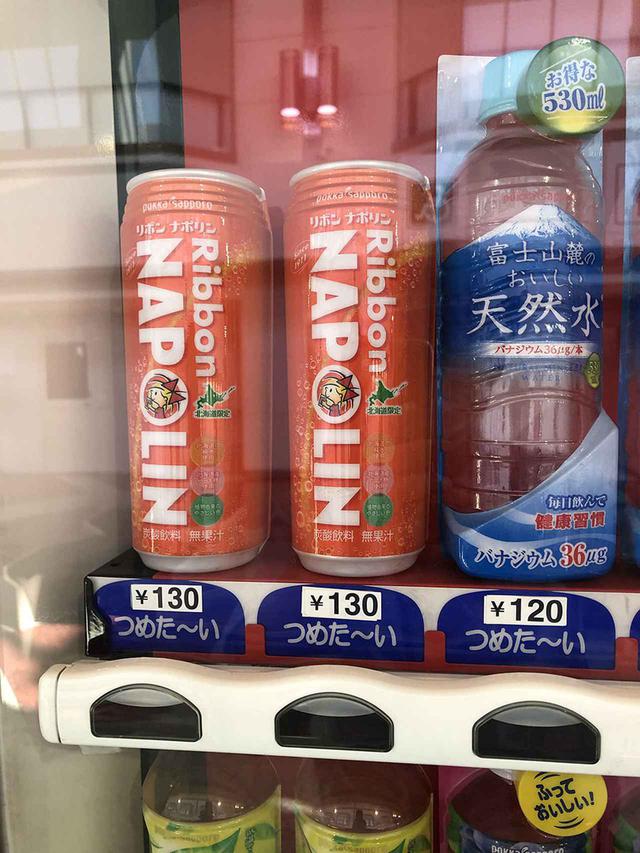 pokka sapporo
リボン ナポリン
Ribbon
NAPOLIN
北海道限定
炭酸飲料 無果汁
pokka sapporo
リボン ナポリン
Since 1911
Ribbon
NAPOLIN
北海道限定
炭酸飲料 無果汁
お得な
530ml
富士山麓の
おいしい
天然水
バナジウム36μg/本
WATER
毎日飲んで
健康習慣
バナジウム36μg
¥130
つめた〜い
¥130
つめた〜い
¥120
つめた〜い
ふって
おいしい!
pokka sapporo